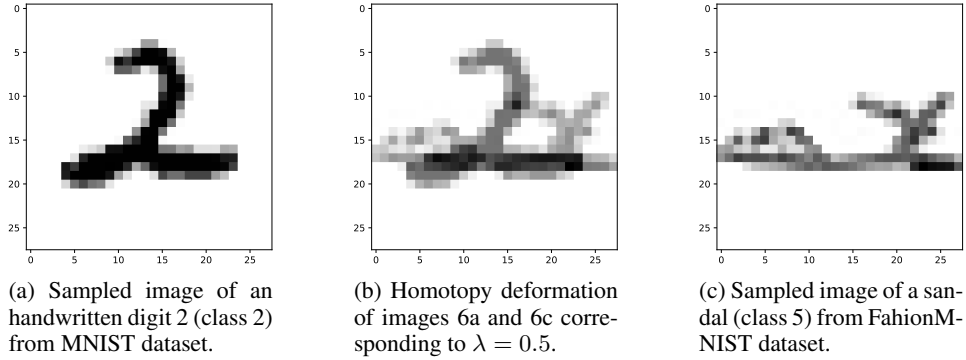 0
5
10
15
20
25
0 5 10 15 20 25
0
5
10
15
20
25
0 5 10 15 20 25
0
5
10
15
20
25
0 5 10 15 20 25
(a) Sampled image of an
handwritten digit 2 (class 2)
from MNIST dataset.
(b) Homotopy deformation
of images 6a and 6c corre-
sponding to λ = 0.5.
(c) Sampled image of a san-
dal (class 5) from FahionM-
NIST dataset.